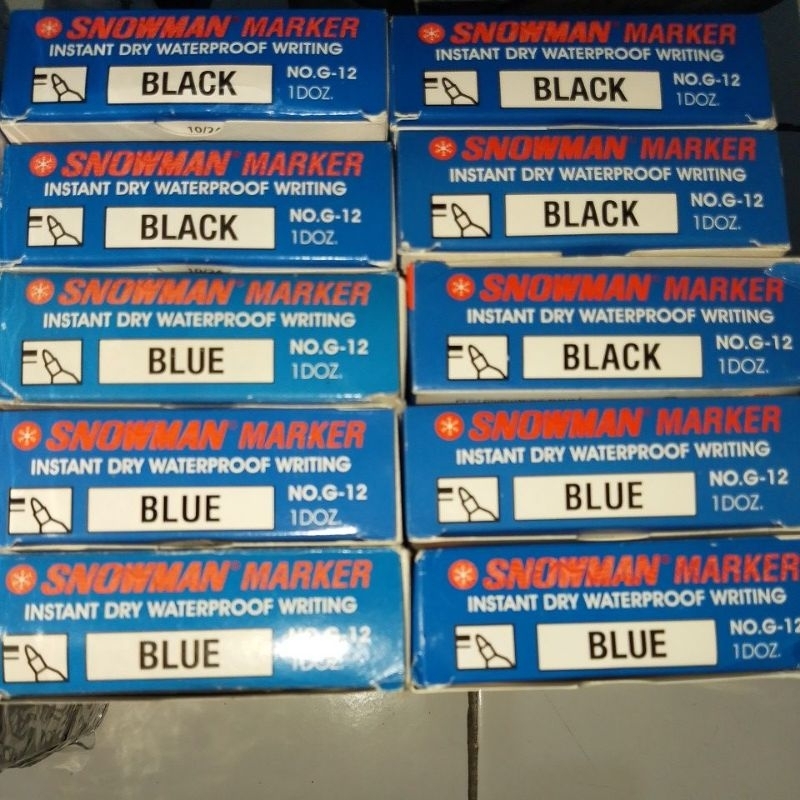 SNOWMAN MARKER
INSTANT DRY WATERPROOF WRITING
BLACK
NO.G-12
1DOZ.
SNOWMAN MARKER
INSTANT DRY WATERPROOF WRITING
BLACK
NO.G-12
1DOZ.
SNOWMAN MARKER
INSTANT DRY WATERPROOF WRITING
BLACK
NO.G-12
1DOZ.
SNOWMAN MARKER
INSTANT DRY WATERPROOF WRITING
BLACK
NO.G-12
1DOZ.
SNOWMAN MARKER
INSTANT DRY WATERPROOF WRITING
BLUE
NO.G-12
1DOZ.
SNOWMAN MARKER
INSTANT DRY WATERPROOF WRITING
BLACK
NO.G-12
1DOZ.
SNOWMAN MARKER
INSTANT DRY WATERPROOF WRITING
BLUE
NO.G-12
1DOZ.
SNOWMAN MARKER
INSTANT DRY WATERPROOF WRITING
BLUE
NO.G-12
1DOZ.
SNOWMAN MARKER
INSTANT DRY WATERPROOF WRITING
BLUE
NO.G-12
1DOZ.
SNOWMAN MARKER
INSTANT DRY WATERPROOF WRITING
BLUE
NO.G-12
1DOZ.